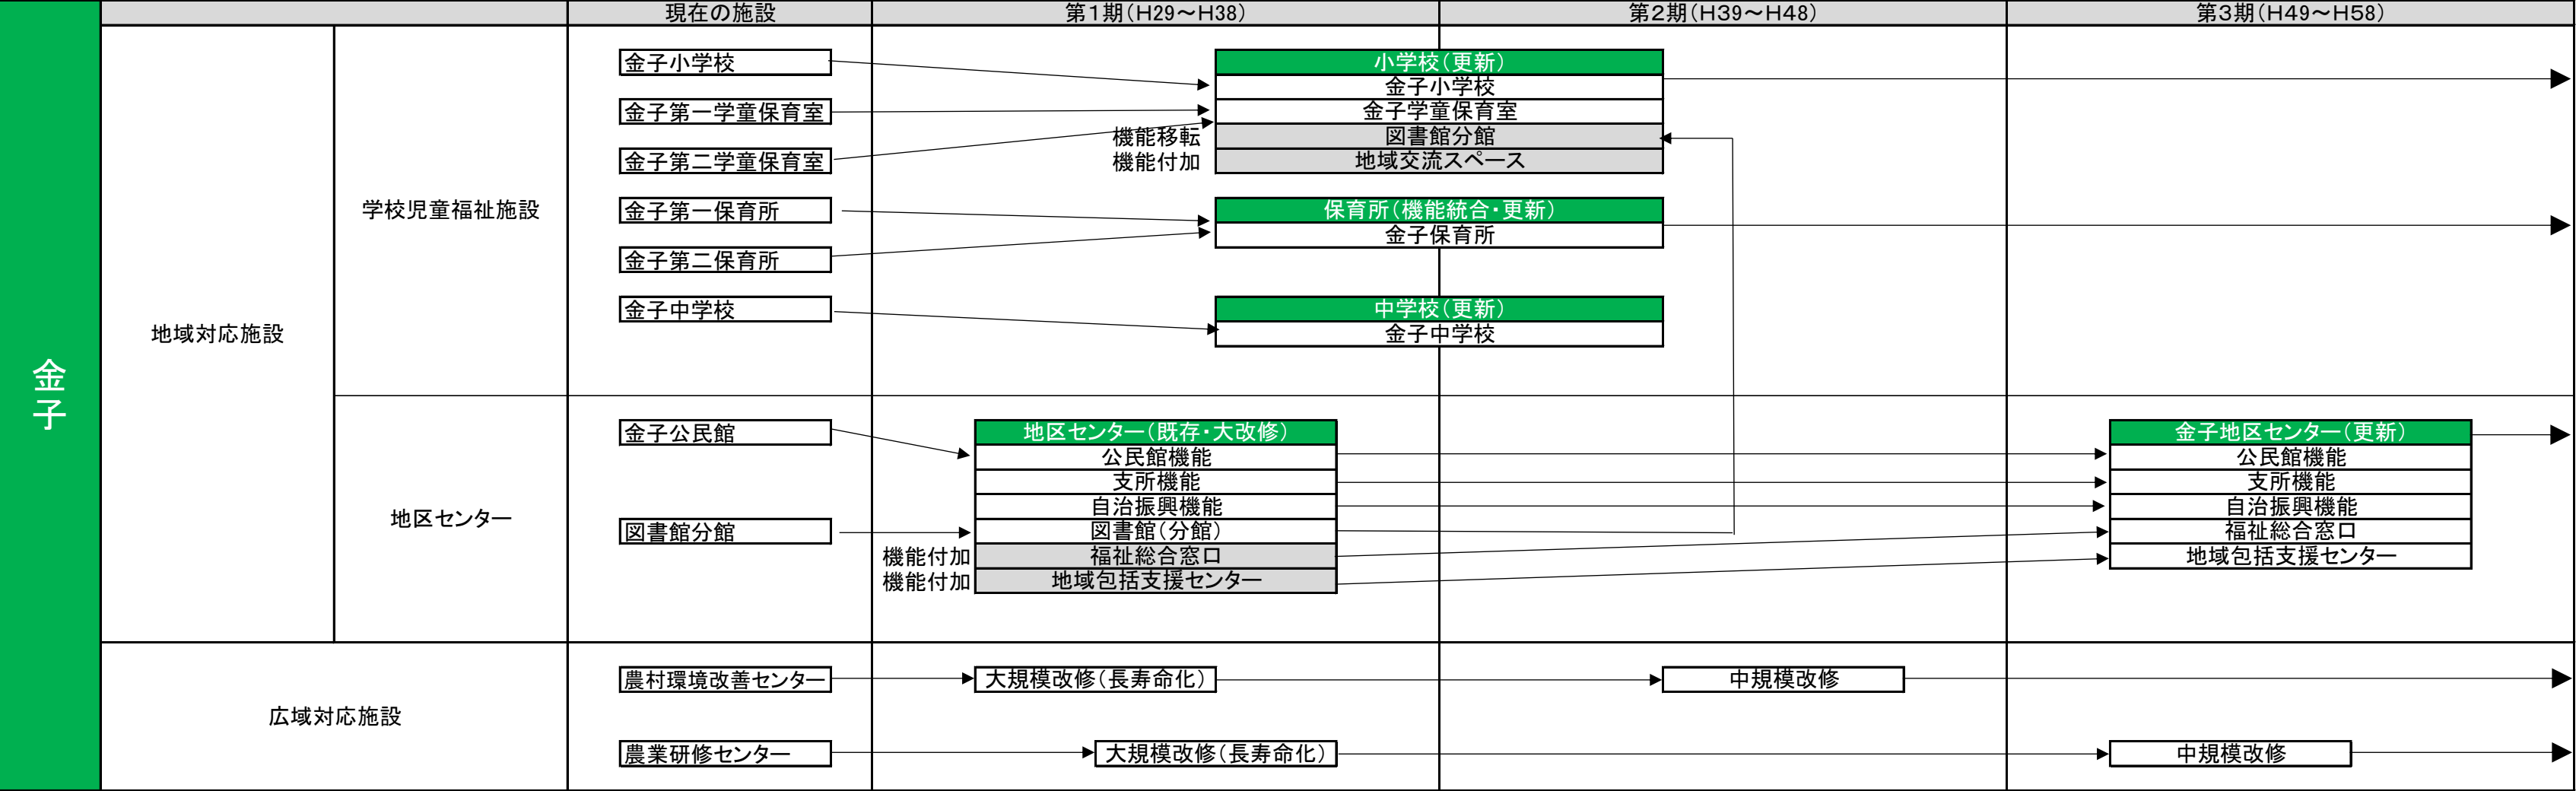 現在の施設
第1期(H29~H38)
第2期(H39~H48)
第3期(H49~H58)
金子
地域対応施設
学校児童福祉施設
金子小学校
金子第一学童保育室
金子第二学童保育室
金子第一保育所
金子第二保育所
金子中学校
機能移転
機能付加
小学校(更新)
金子小学校
金子学童保育室
図書館分館
地域交流スペース
保育所(機能統合・更新)
金子保育所
中学校(更新)
金子中学校
地区センター
金子公民館
図書館分館
機能付加
機能付加
地区センター(既存・大改修)
公民館機能
支所機能
自治振興機能
図書館(分館)
福祉総合窓口
地域包括支援センター
金子地区センター(更新)
公民館機能
支所機能
自治振興機能
福祉総合窓口
地域包括支援センター
広域対応施設
農村環境改善センター
大規模改修(長寿命化)
中規模改修
農業研修センター
大規模改修(長寿命化)
中規模改修